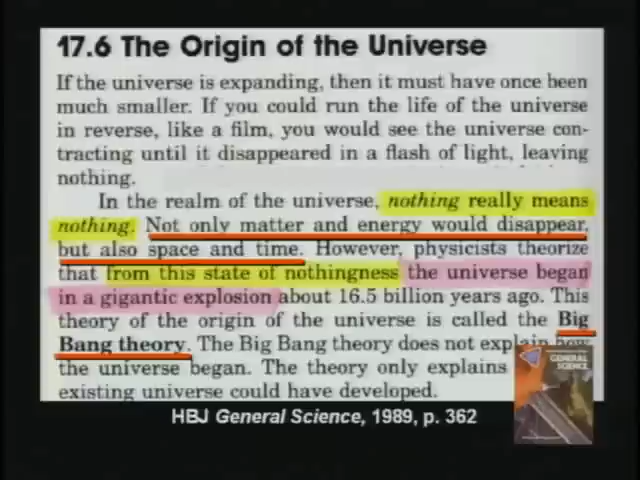 17.6 The Origin of the Universe
If the universe is expanding, then it must have once been
much smaller. If you could run the life of the universe
in reverse, like a film, you would see the universe con-
tracting until it disappeared in a flash of light, leaving
nothing.
In the realm of the universe, nothing really means
nothing. Not only matter and energy would disappear,
but also space and time. However, physicists theorize
that from this state of nothingness the universe began
in a gigantic explosion about 16.5 billion years ago. This
theory of the origin of the universe is called the Big
Bang theory. The Big Bang theory does not explain how
the universe began. The theory only explains
existing universe could have developed.
GENERAL
SCIENCE
HBJ General Science, 1989, p. 362